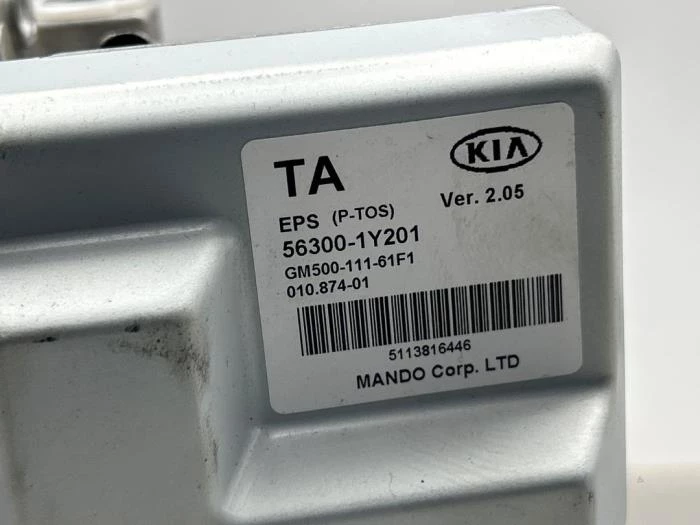 TA
KIA
Ver. 2.05
EPS (P-TOS)
56300-1Y201
GM500-111-61F1
010.874-01
5113816446
MANDO Corp. LTD